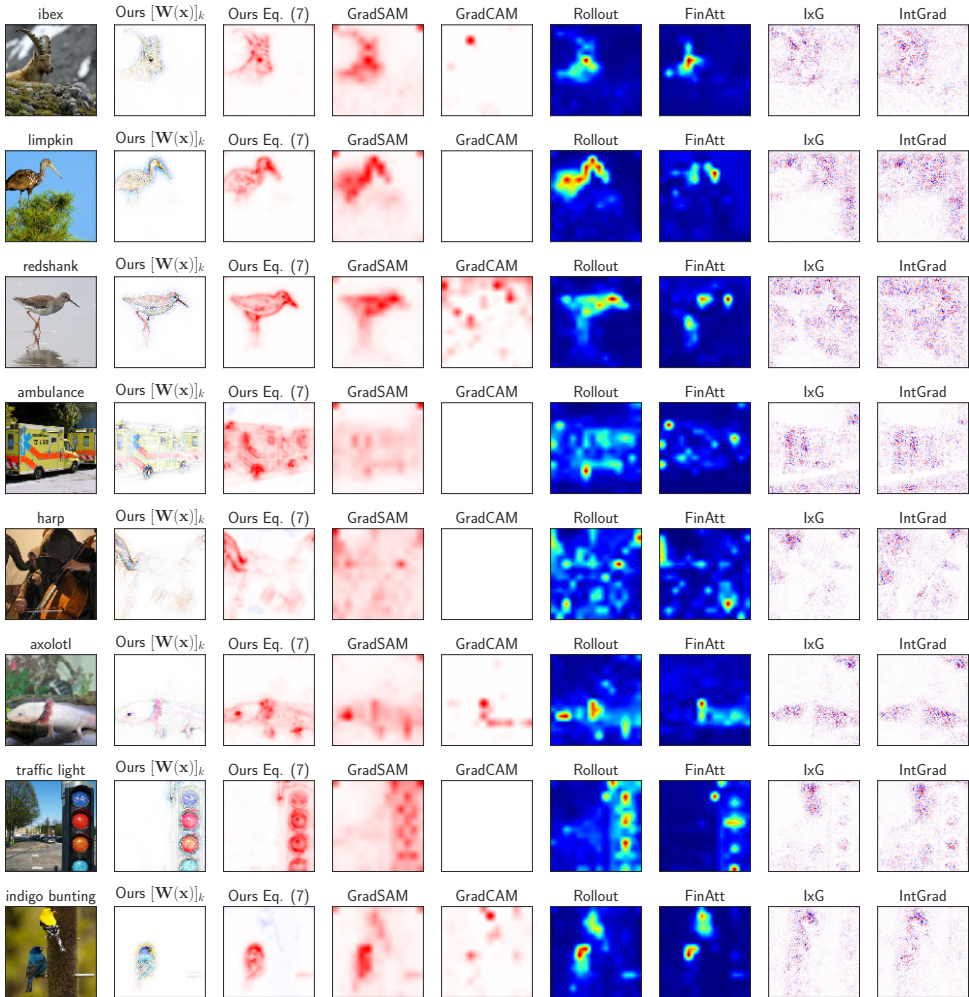 ibex Ours [W(x)]ₖ Ours Eq. (7) GradSAM GradCAM Rollout FinAtt IxG IntGrad
limpkin Ours [W(x)]ₖ Ours Eq. (7) GradSAM GradCAM Rollout FinAtt IxG IntGrad
redshank Ours [W(x)]ₖ Ours Eq. (7) GradSAM GradCAM Rollout FinAtt IxG IntGrad
ambulance Ours [W(x)]ₖ Ours Eq. (7) GradSAM GradCAM Rollout FinAtt IxG IntGrad
harp Ours [W(x)]ₖ Ours Eq. (7) GradSAM GradCAM Rollout FinAtt IxG IntGrad
axolotl Ours [W(x)]ₖ Ours Eq. (7) GradSAM GradCAM Rollout FinAtt IxG IntGrad
traffic light Ours [W(x)]ₖ Ours Eq. (7) GradSAM GradCAM Rollout FinAtt IxG IntGrad
indigo bunting Ours [W(x)]ₖ Ours Eq. (7) GradSAM GradCAM Rollout FinAtt IxG IntGrad